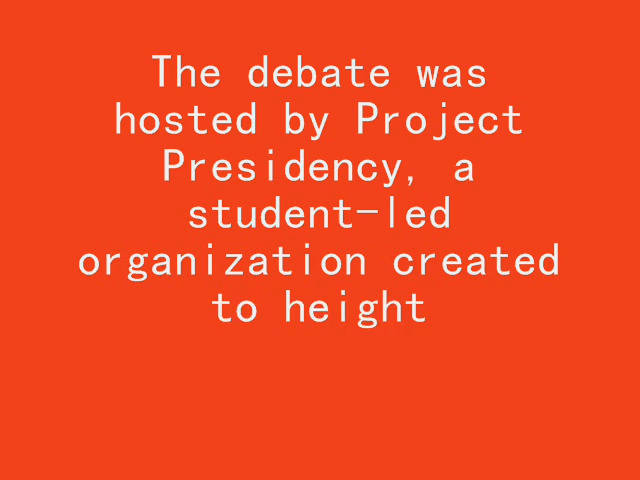 The debate was
hosted by Project
Presidency, a
student-led
organization created
to height